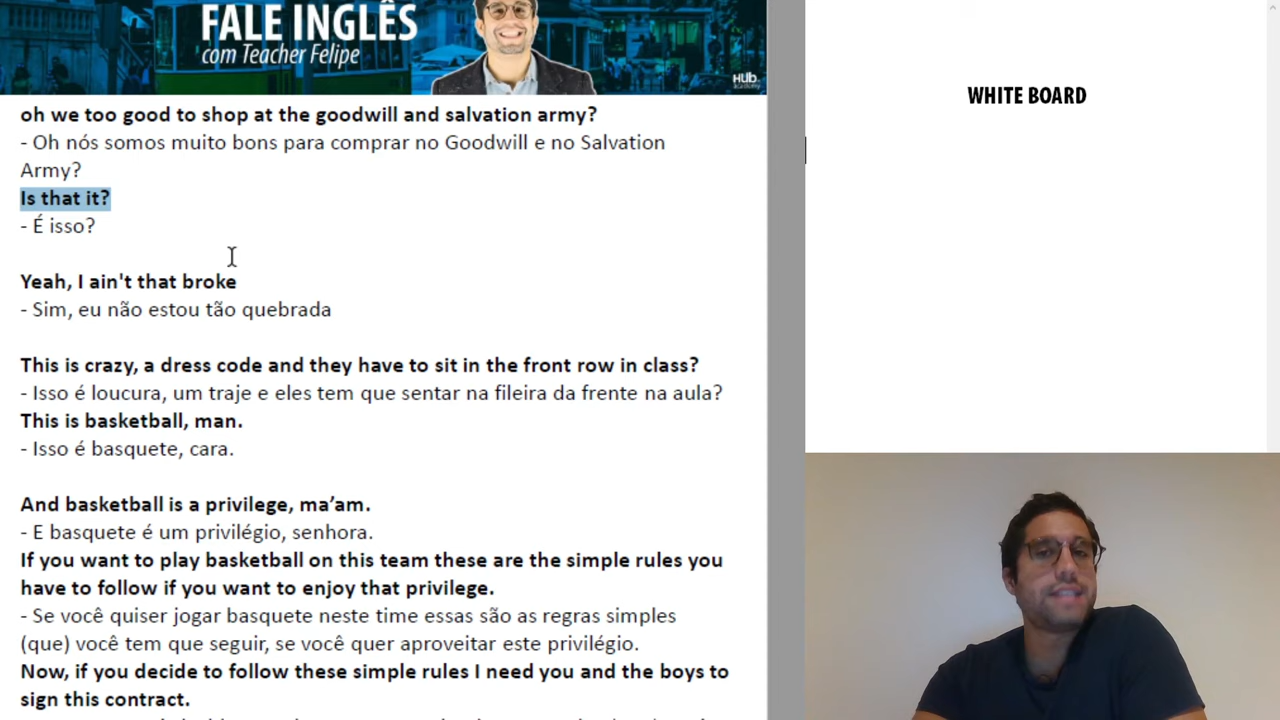 FALE INGLÊS
com Teacher Felipe
HUB
academy
oh we too good to shop at the goodwill and salvation army?
- Oh nós somos muito bons para comprar no Goodwill e no Salvation
Army?
Is that it?
- É isso?
Yeah, I ain't that broke
- Sim, eu não estou tão quebrada
This is crazy, a dress code and they have to sit in the front row in class?
- Isso é loucura, um traje e eles tem que sentar na fileira da frente na aula?
This is basketball, man.
- Isso é basquete, cara.
And basketball is a privilege, ma’am.
- E basquete é um privilégio, senhora.
If you want to play basketball on this team these are the simple rules you
have to follow if you want to enjoy that privilege.
- Se você quiser jogar basquete neste time essas são as regras simples
(que) você tem que seguir, se você quer aproveitar este privilégio.
Now, if you decide to follow these simple rules I need you and the boys to
sign this contract.
WHITE BOARD